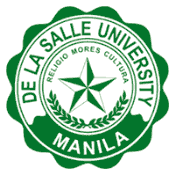 DE LA SALLE UNIVERSITY
RELIGIO MORES CULTURA
MANILA